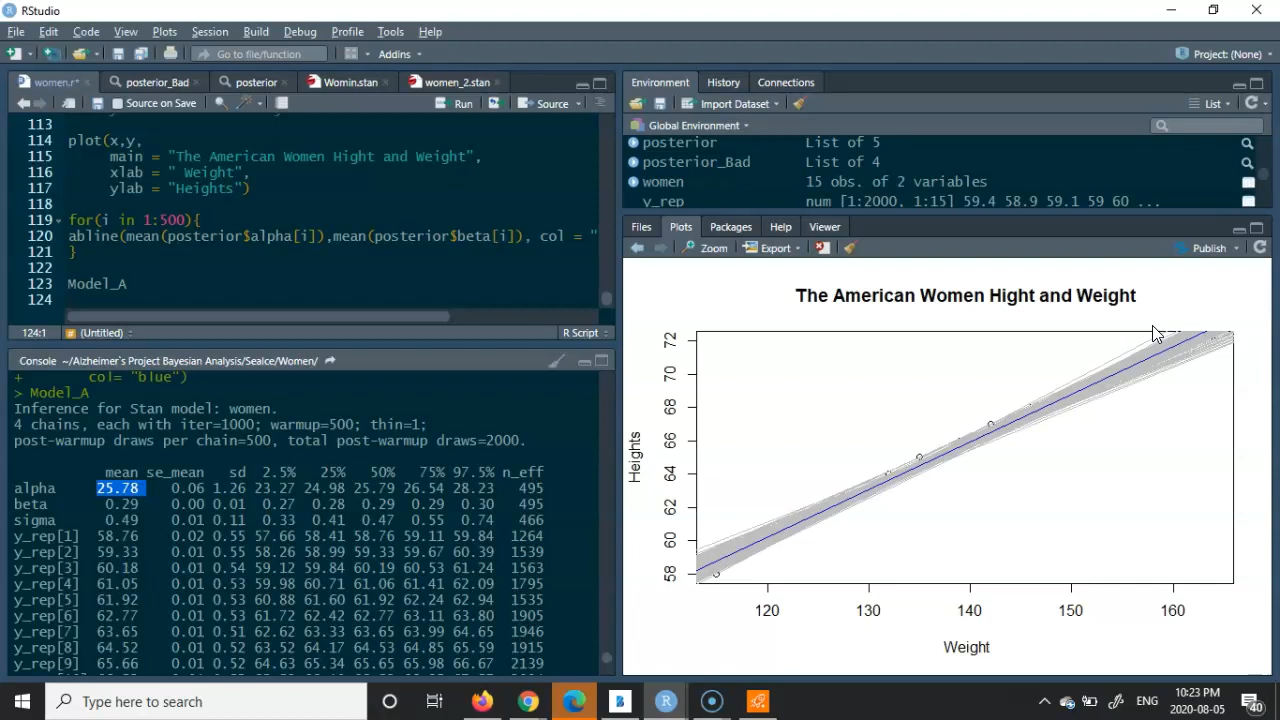 RStudio
File Edit Code View Plots Session Build Debug Profile Tools Help
Go to file/function Addins Project: (None)
women.r* posterior_Bad posterior Womin.stan women_2.stan
Source on Save Run Source
113
114 plot(x,y,
115 main = "The American Women Hight and Weight",
116 xlab = " Weight",
117 ylab = "Heights")
118
119 for(i in 1:500){
120 abline(mean(posterior$alpha[i]),mean(posterior$beta[i]), col = "
121 }
122
123 Model_A
124
124:1 (Untitled) R Script
Console ~/Alzheimer's Project Bayesian Analysis/SeaIce/Women/
+ col= "blue")
> Model_A
Inference for Stan model: women.
4 chains, each with iter=1000; warmup=500; thin=1;
post-warmup draws per chain=500, total post-warmup draws=2000.
mean se_mean sd 2.5% 25% 50% 75% 97.5% n_eff
alpha 25.78 0.06 1.26 23.27 24.98 25.79 26.54 28.23 495
beta 0.29 0.00 0.01 0.27 0.28 0.29 0.29 0.30 495
sigma 0.49 0.01 0.11 0.33 0.41 0.47 0.55 0.74 466
y_rep[1] 58.76 0.02 0.55 57.66 58.41 58.76 59.11 59.84 1264
y_rep[2] 59.33 0.01 0.55 58.26 58.99 59.33 59.67 60.39 1539
y_rep[3] 60.18 0.01 0.54 59.12 59.84 60.19 60.53 61.24 1563
y_rep[4] 61.05 0.01 0.53 59.98 60.71 61.06 61.41 62.09 1795
y_rep[5] 61.92 0.01 0.53 60.88 61.60 61.92 62.24 62.94 1535
y_rep[6] 62.77 0.01 0.53 61.72 62.42 62.77 63.11 63.80 1905
y_rep[7] 63.65 0.01 0.51 62.62 63.33 63.65 63.99 64.65 1946
y_rep[8] 64.52 0.01 0.52 63.52 64.17 64.53 64.85 65.59 1915
y_rep[9] 65.66 0.01 0.52 64.63 65.34 65.65 65.98 66.67 2139
Environment History Connections
Import Dataset List
Global Environment
posterior List of 5
posterior_Bad List of 4
women 15 obs. of 2 variables
y_rep num [1:2000, 1:15] 59.4 58.9 59.1 59 60 ...
Files Plots Packages Help Viewer
Zoom Export Publish
The American Women Hight and Weight
72
70
68
66
64
62
60
58
Heights
120 130 140 150 160
Weight
Type here to search
ENG
10:23 PM
2020-08-05
40